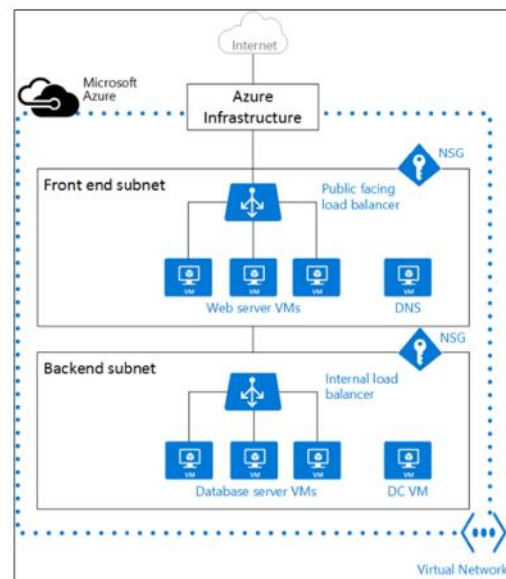 Internet
Microsoft
Azure
Azure
Infrastructure
NSG
Front end subnet
Public facing
load balancer
VM
VM
VM
VM
Web server VMs
DNS
NSG
Backend subnet
Internal load
balancer
VM
VM
VM
VM
Database server VMs
DC VM
Virtual Network